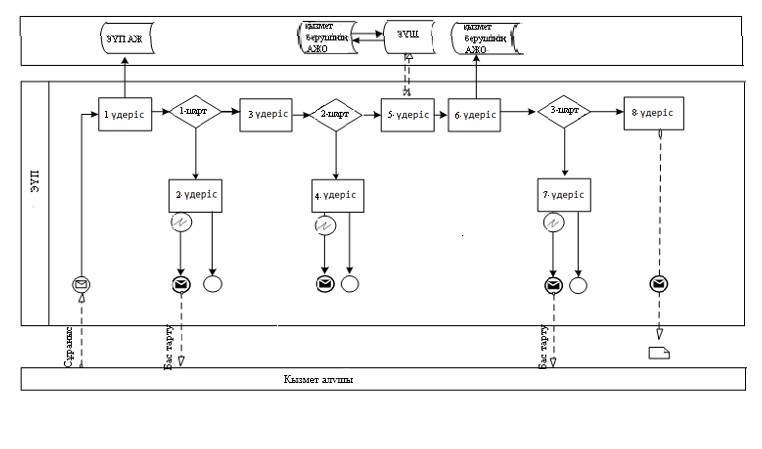 ЭҮП АЖ
қызмет
берушінің
АЖО
ЭҮШ
қызмет
берушінің
АЖО
1 үдеріс
1-шарт
3 үдеріс
2-шарт
5. үдеріс
6. үдеріс
3-шарт
8. үдеріс
2. үдеріс
4. үдеріс
7. үдеріс
ЭҮП
Сұраныс
Бас тарту
Бас тарту
Кызмет алушы